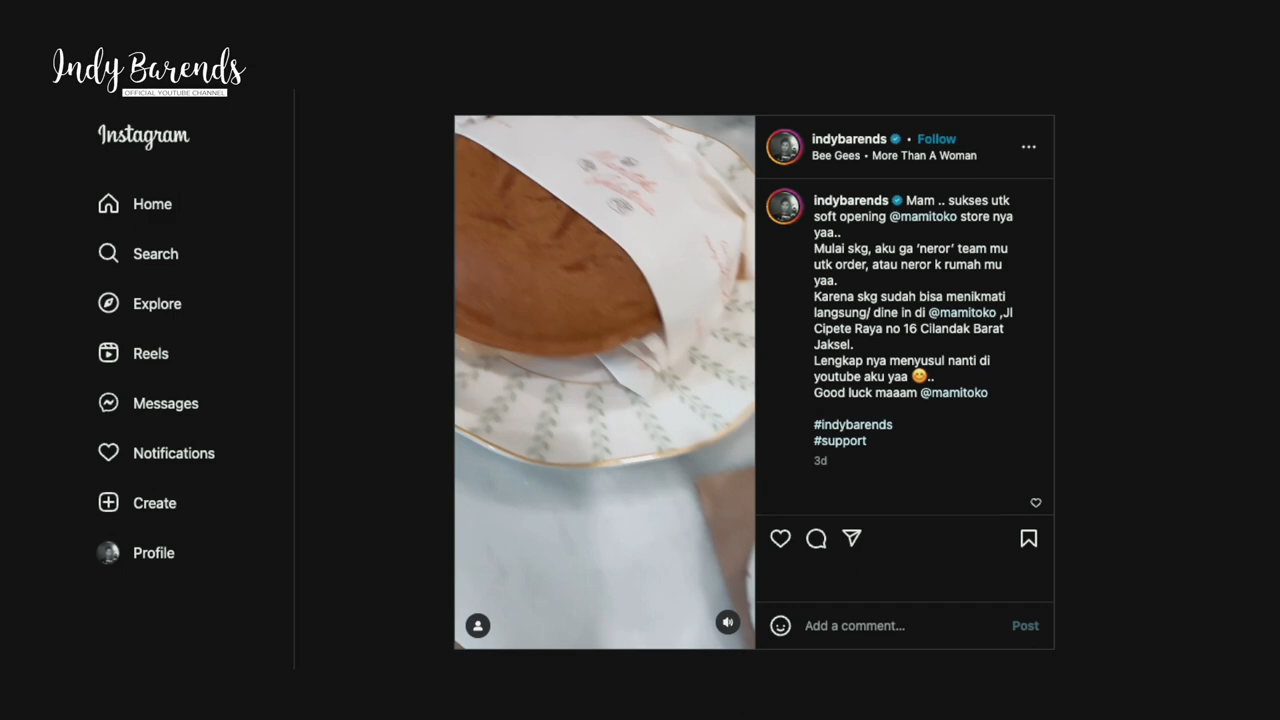 Indy Barends
OFFICIAL YOUTUBE CHANNEL
Instagram
Home
Search
Explore
Reels
Messages
Notifications
Create
Profile
indybarends • Follow
Bee Gees • More Than A Woman
indybarends Mam .. sukses utk
soft opening @mamitoko store nya
yaa..
Mulai skg, aku ga ‘neror’ team mu
utk order, atau neror k rumah mu
yaa.
Karena skg sudah bisa menikmati
langsung/ dine in di @mamitoko ,Jl
Cipete Raya no 16 Cilandak Barat
Jaksel.
Lengkap nya menyusul nanti di
youtube aku yaa 😊..
Good luck maaam @mamitoko
#indybarends
#support
3d
Add a comment...
Post